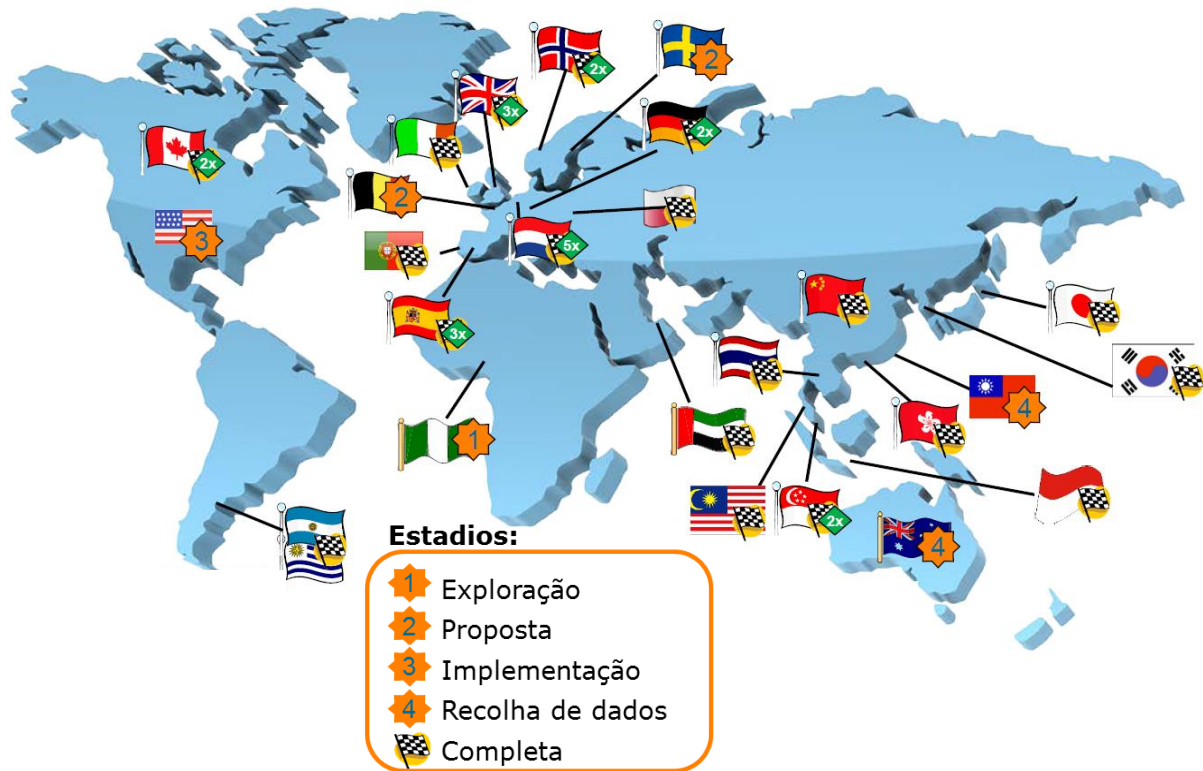 2x
2
3x
2x
2x
2
3
5x
3x
1
4
2x
4
Estadios:
1 Exploração
2 Proposta
3 Implementação
4 Recolha de dados
Completa